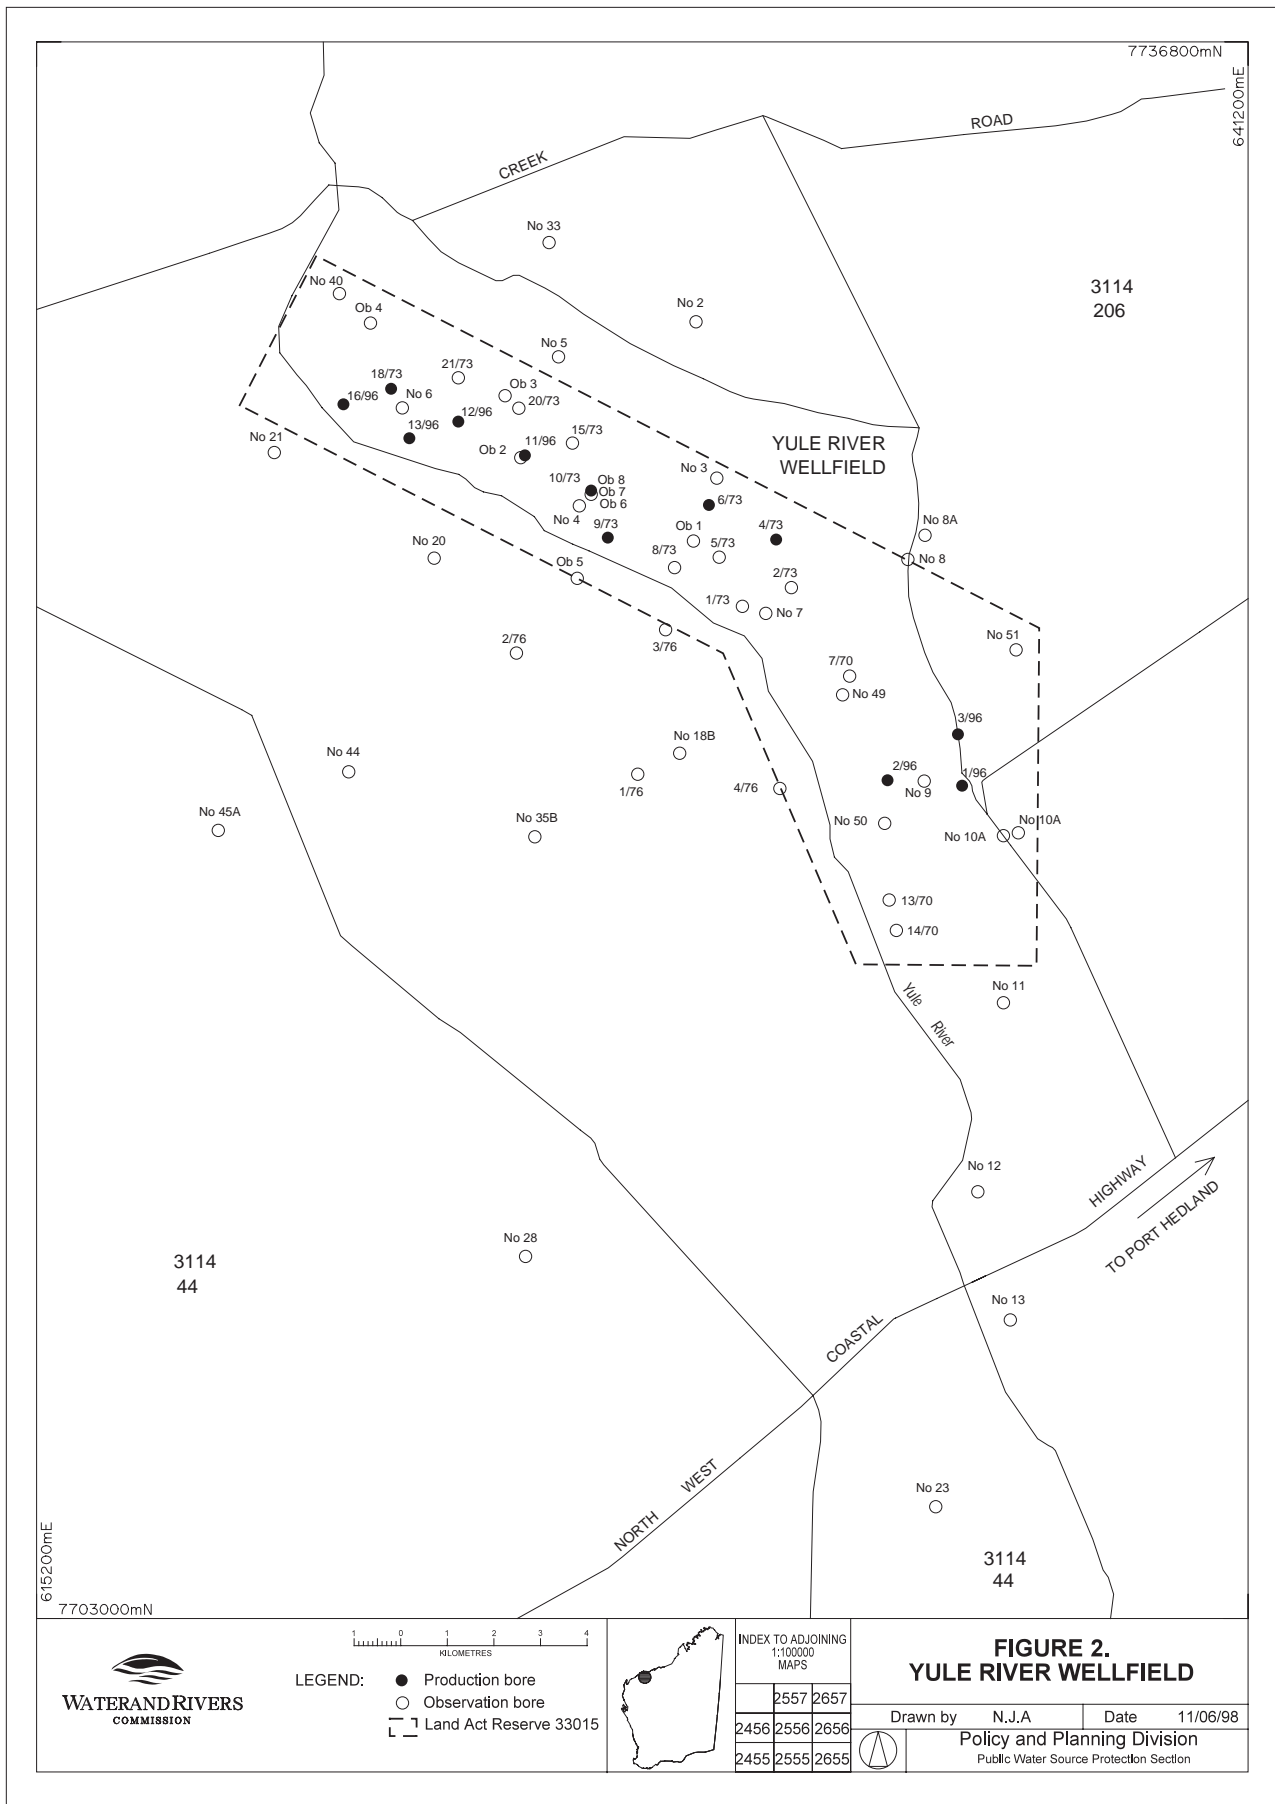 7736800mN
641200mE
ROAD
CREEK
No 33
No 40
3114
206
Ob 4
No 2
No 5
21/73
18/73
Ob 3
16/96
No 6
20/73
12/96
13/96
15/73
No 21
11/96
Ob 2
YULE RIVER
WELLFIELD
10/73
Ob 8
Ob 7
Ob 6
No 3
6/73
No 4
9/73
4/73
No 8A
Ob 1
5/73
8/73
No 20
No 8
Ob 5
2/73
1/73
No 7
3/76
2/76
No 51
7/70
No 49
3/96
No 18B
No 44
2/96
1/96
1/76
4/76
No 9
No 45A
No 35B
No 50
No 10A
No 10A
13/70
14/70
Yule
River
No 11
No 12
HIGHWAY
TO PORT HEDLAND
No 28
3114
44
No 13
COASTAL
WEST
NORTH
No 23
3114
44
615200mE
7703000mN
1 0 1 2 3 4
KILOMETRES
LEGEND:
Production bore
Observation bore
Land Act Reserve 33015
WATER AND RIVERS
COMMISSION
INDEX TO ADJOINING
1:100000
MAPS
2557 2657
2456 2556 2656
2455 2555 2655
FIGURE 2.
YULE RIVER WELLFIELD
Drawn by N.J.A Date 11/06/98
Policy and Planning Division
Public Water Source Protection Section